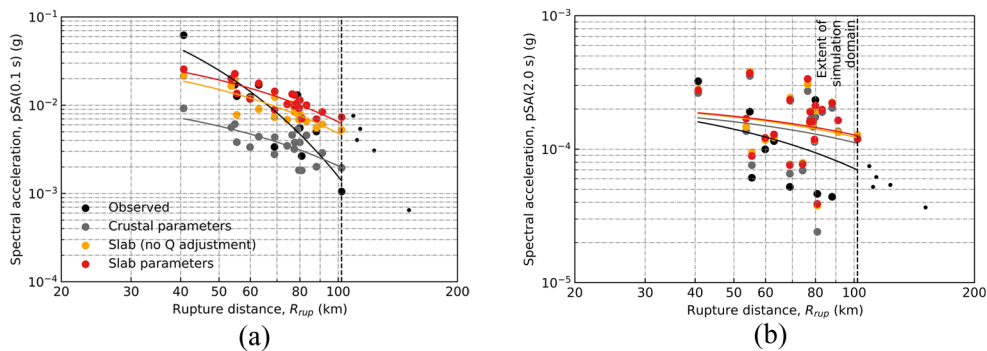 10⁻¹
10⁻²
10⁻³
10⁻⁴
Spectral acceleration, pSA(0.1 s) (g)
Observed
Crustal parameters
Slab (no Q adjustment)
Slab parameters
20 30 40 50 60 80 100 200
Rupture distance, R_rup (km)
(a)
10⁻³
10⁻⁴
10⁻⁵
Spectral acceleration, pSA(2.0 s) (g)
Extent of
simulation
domain
20 30 40 50 60 80 100 200
Rupture distance, R_rup (km)
(b)